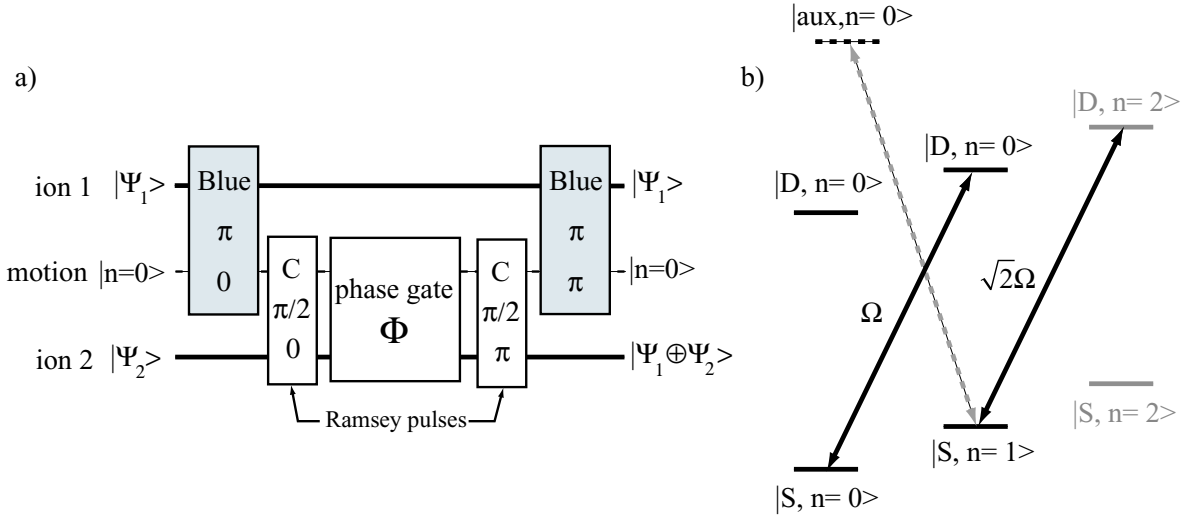 a)
ion 1 |Ψ₁>
motion |n=0>
ion 2 |Ψ₂>
Blue
π
0
C
π/2
0
phase gate
Φ
C
π/2
π
Blue
π
π
|Ψ₁>
|n=0>
|Ψ₁⊕Ψ₂>
Ramsey pulses
b)
|aux,n= 0>
|D, n= 2>
|D, n= 0>
|D, n= 0>
√2Ω
Ω
|S, n= 2>
|S, n= 1>
|S, n= 0>